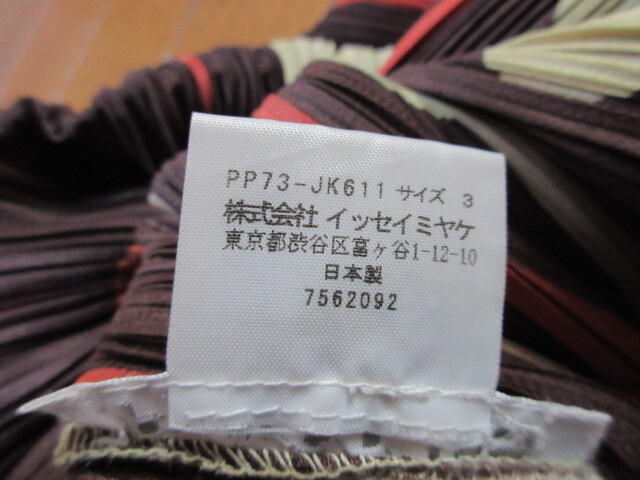 PP73-JK611 サイズ 3
株式会社 イッセイミヤケ
東京都渋谷区富ヶ谷1-12-10
日本製
7562092